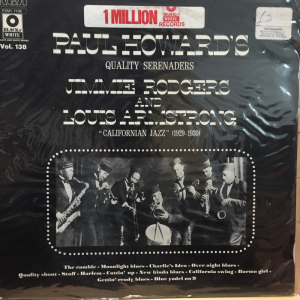 1 MILLION
BLACK & WHITE
RECORDS
Vol. 138
PAUL HOWARD'S
QUALITY SERENADERS
JIMMIE RODGERS
AND
LOUIS ARMSTRONG
"CALIFORNIAN JAZZ" (1929-1930)
The ramble - Moonlight blues - Charlie's Idea - Over night blues -
Quality shout - Stuff - Harlem - Cuttin' up - New kinda blues - California swing - Burma girl -
Gettin' ready blues - Blue yodel no 9